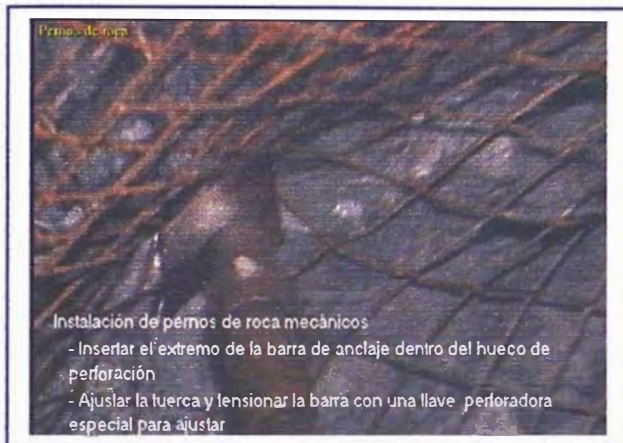 Pernos de roca
Instalación de pernos de roca mecánicos
- Insertar el extremo de la barra de anclaje dentro del hueco de
perforación
- Ajustar la tuerca y tensionar la barra con una llave perforadora
especial para ajustar